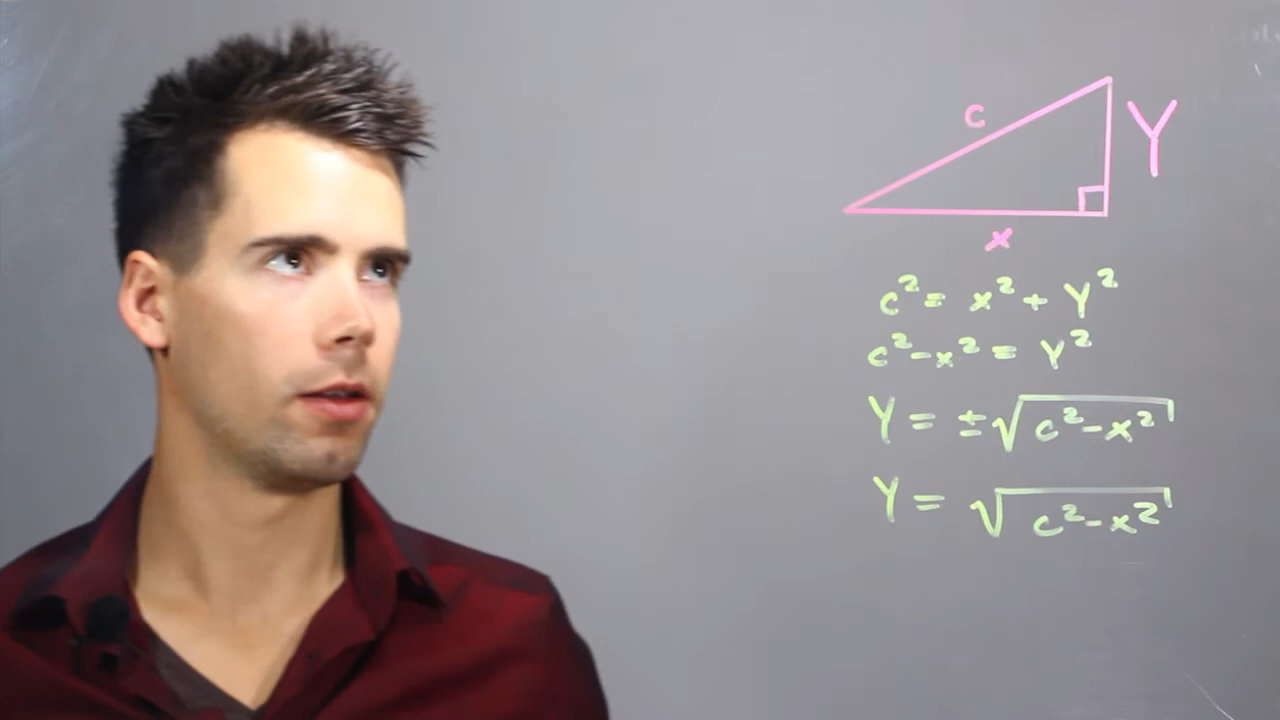 c
Y
x
c² = x² + Y²
c² - x² = Y²
Y = ±√(c² - x²)
Y = √(c² - x²)